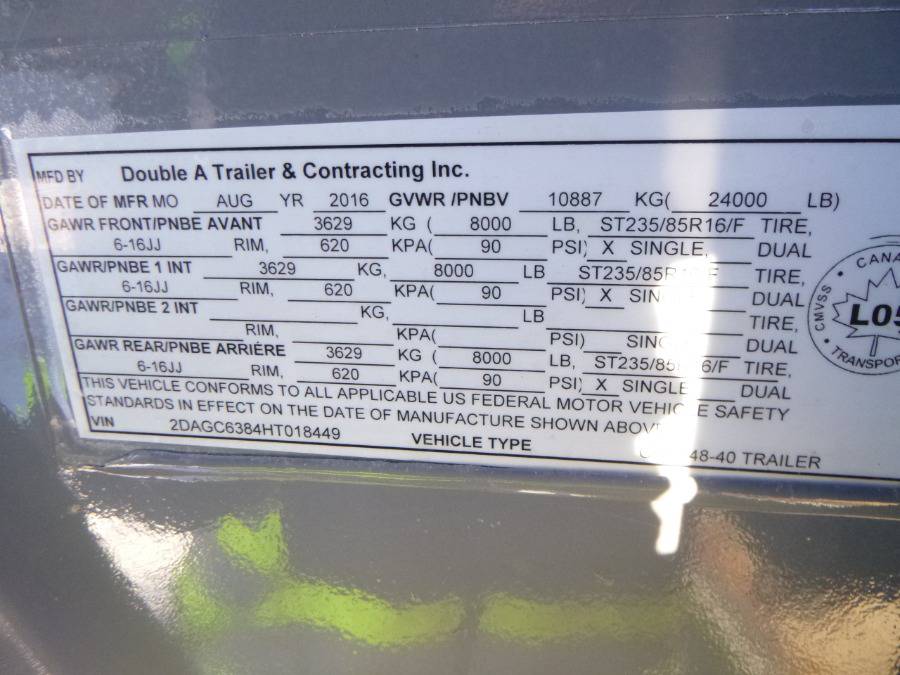 MFD BY Double A Trailer & Contracting Inc.
DATE OF MFR MO AUG YR 2016 GVWR /PNBV 10887 KG( 24000 LB)
GAWR FRONT/PNBE AVANT 3629 KG ( 8000 LB, ST235/85R16/F TIRE,
6-16JJ RIM, 620 KPA( 90 PSI) X SINGLE, DUAL
GAWR/PNBE 1 INT 3629 KG, 8000 LB TIRE,
6-16JJ RIM, 620 KPA( 90 PSI) X DUAL
GAWR/PNBE 2 INT KG, LB TIRE,
RIM, KPA( PSI) DUAL
GAWR REAR/PNBE ARRIÉRE 3629 KG ( 8000 LB, TIRE,
6-16JJ RIM, 620 KPA( 90 PSI) X SINGLE DUAL
THIS VEHICLE CONFORMS TO ALL APPLICABLE US FEDERAL MOTOR VEHICLE SAFETY
STANDARDS IN EFFECT ON THE DATE OF MANUFACTURE SHOWN
VIN 2DAGC6384HT018449 VEHICLE TYPE 48-40 TRAILER
CMVSS